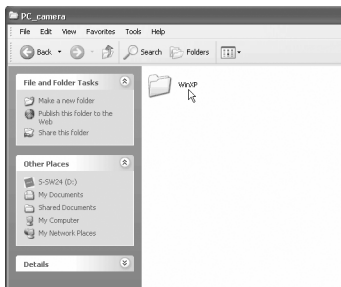 PC_camera
File Edit View Favorites Tools Help
Back Search Folders
File and Folder Tasks
Make a new folder
Publish this folder to the
Web
Share this folder
WinXP
Other Places
S-SW24 (D:)
My Documents
Shared Documents
My Computer
My Network Places
Details